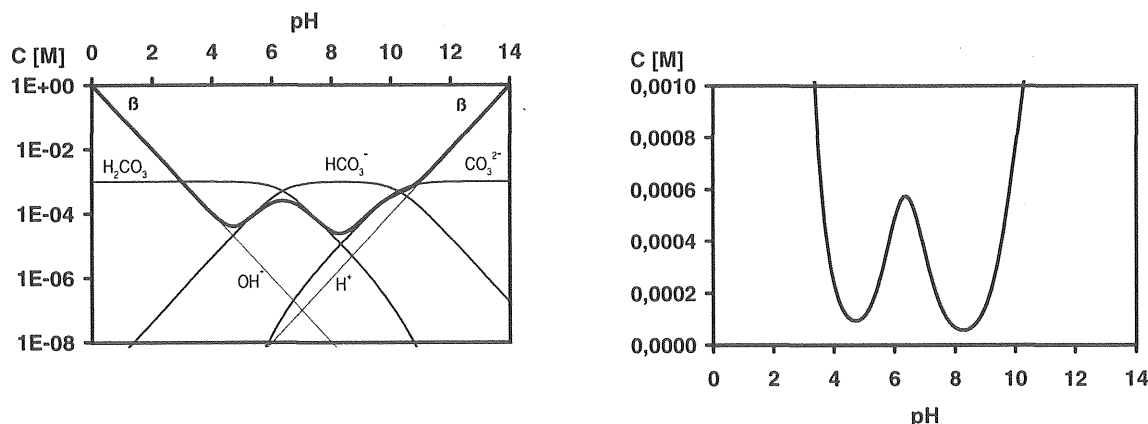 pH
C [M] 0 2 4 6 8 10 12 14
1E+00
1E-02
1E-04
1E-06
1E-08
ß ß
H₂CO₃ HCO₃⁻ CO₃²⁻
OH⁻ H⁺
C [M]
0,0010
0,0008
0,0006
0,0004
0,0002
0,0000
0 2 4 6 8 10 12 14
pH